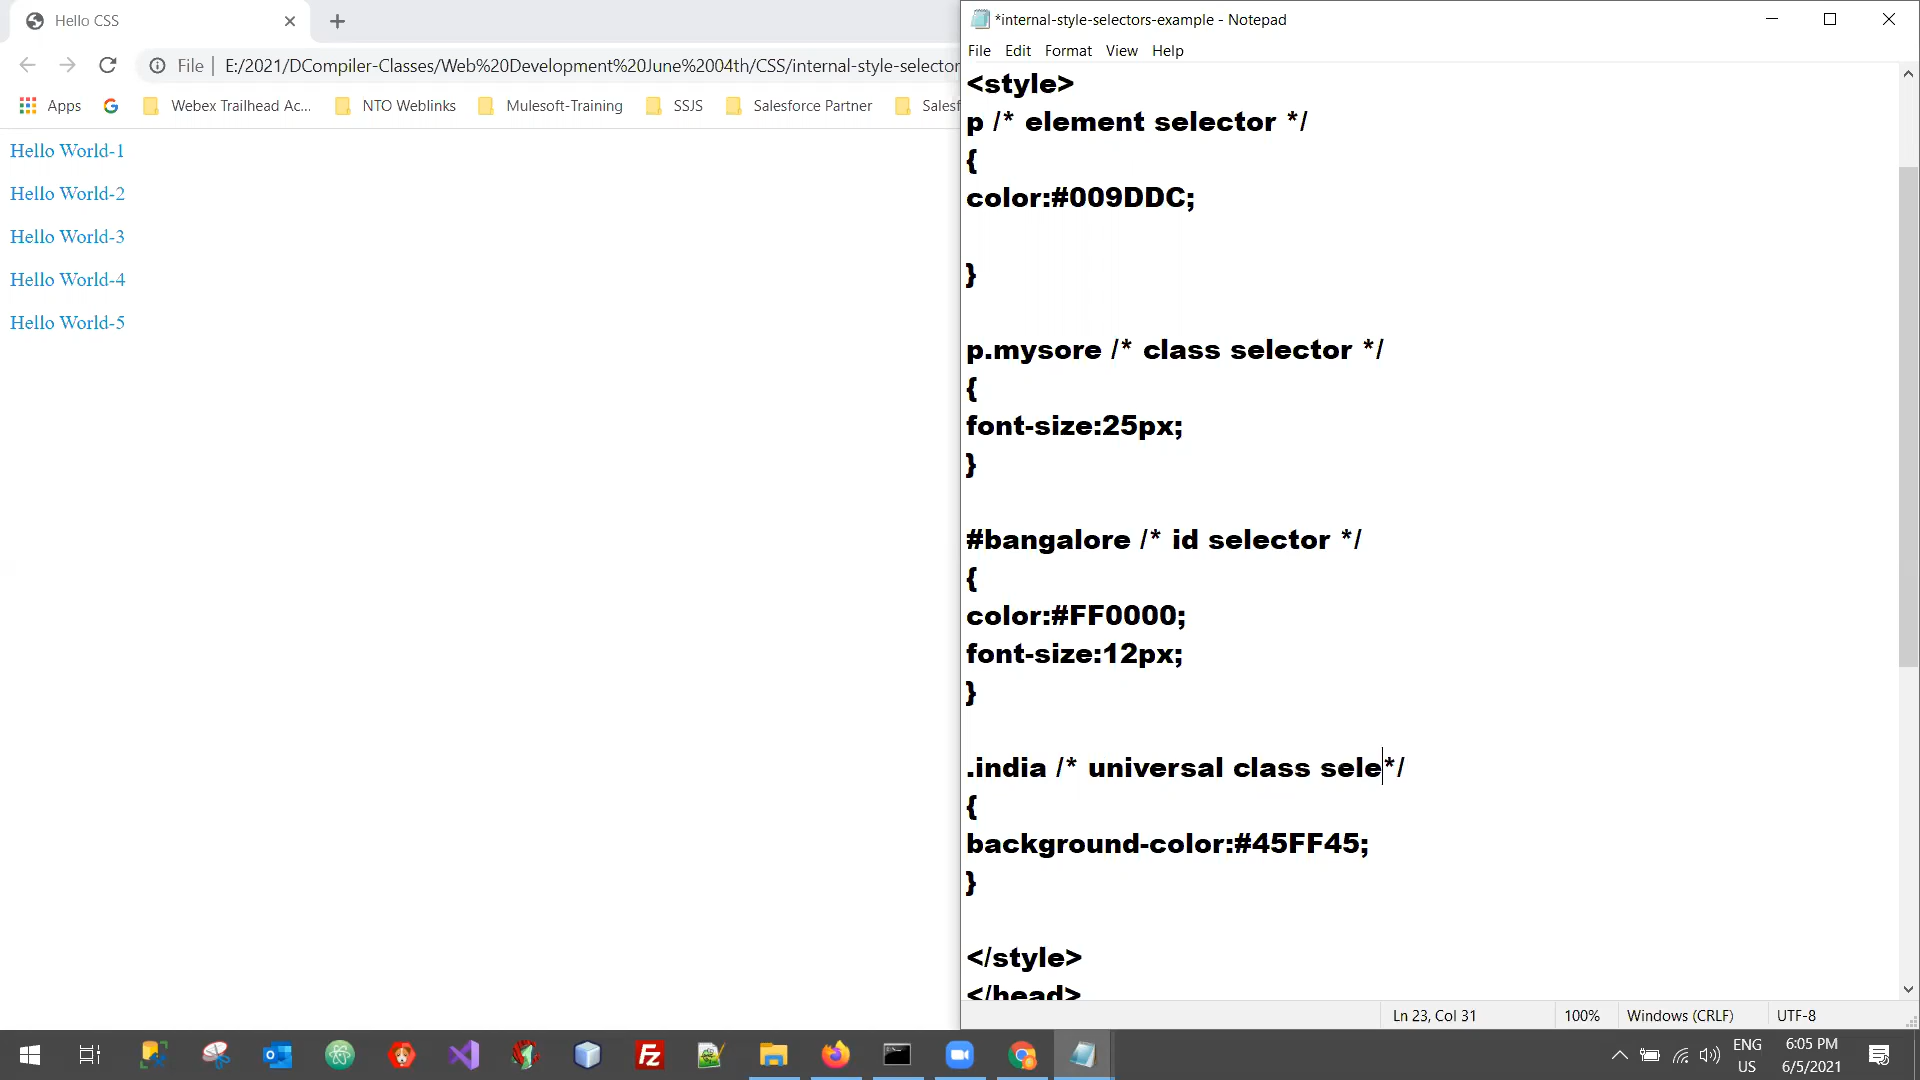 Hello CSS
File
E:/2021/DCompiler-Classes/Web%20Development%20June%2004th/CSS/internal-style-selector
Apps
Webex Trailhead Ac...
NTO Weblinks
Mulesoft-Training
SSJS
Salesforce Partner
Salesf
Hello World-1
Hello World-2
Hello World-3
Hello World-4
Hello World-5
*internal-style-selectors-example - Notepad
File Edit Format View Help
<style>
p /* element selector */
{
color:#009DDC;
}
p.mysore /* class selector */
{
font-size:25px;
}
#bangalore /* id selector */
{
color:#FF0000;
font-size:12px;
}
.india /* universal class sele*/
{
background-color:#45FF45;
}
</style>
</head>
Ln 23, Col 31
100%
Windows (CRLF)
UTF-8
ENG
US
6:05 PM
6/5/2021